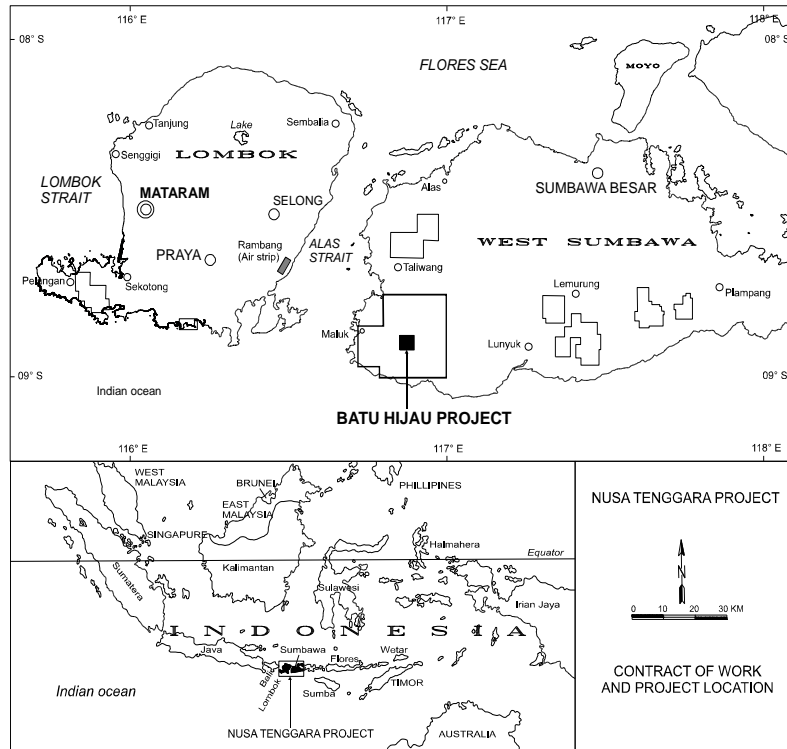 116° E
117° E
118° E
08° S
FLORES SEA
MOYO
Tanjung
Lake
Sembalia
Senggigi
LOMBOK
LOMBOK
STRAIT
MATARAM
SELONG
Alas
SUMBAWA BESAR
PRAYA
Rambang
(Air strip)
ALAS
STRAIT
WEST SUMBAWA
Taliwang
Pelangan
Sekotong
Lemurung
Plampang
Maluk
Lunyuk
09° S
Indian ocean
BATU HIJAU PROJECT
116° E
117° E
118° E
WEST
MALAYSIA
BRUNEI
PHILLIPINES
EAST
MALAYSIA
SINGAPURE
Halmahera
Equator
Sumatera
Kalimantan
Sulawesi
Irian Jaya
INDONESIA
Java
Sumbawa
Flores
Wetar
Bali
Lombok
Sumba
TIMOR
Indian ocean
NUSA TENGGARA PROJECT
AUSTRALIA
NUSA TENGGARA PROJECT
N
0 10 20 30 KM
CONTRACT OF WORK
AND PROJECT LOCATION